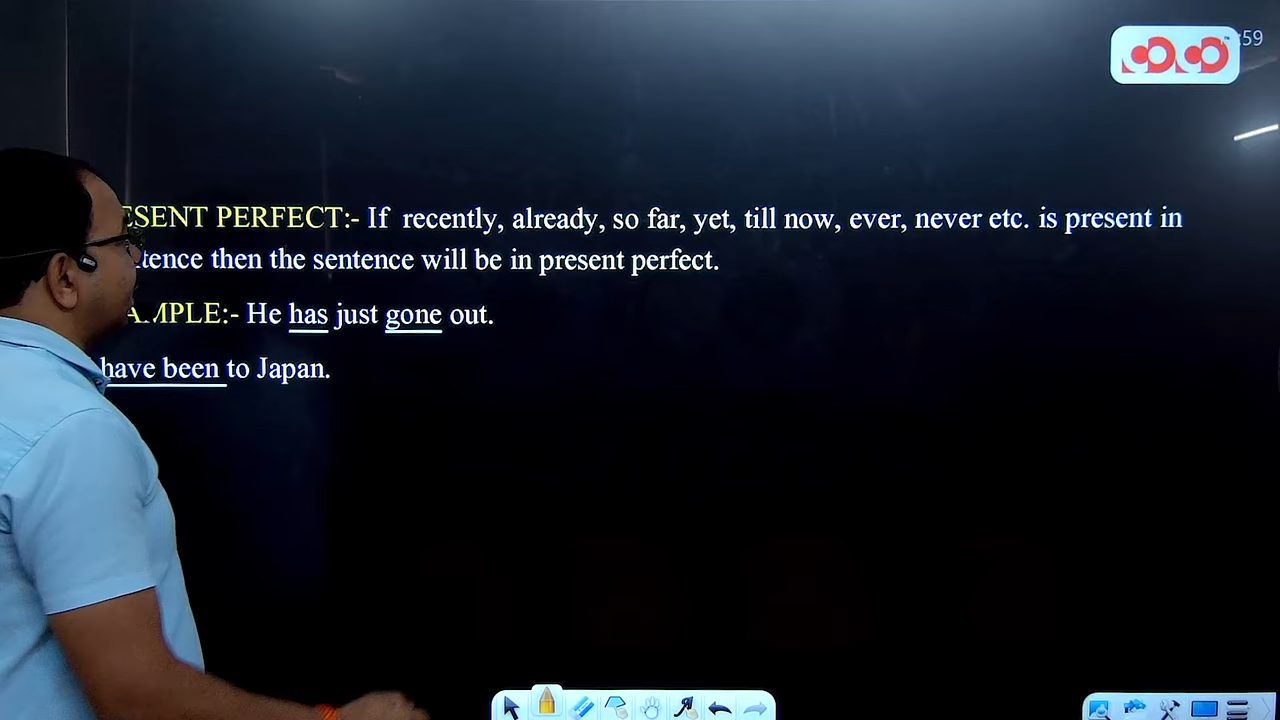 ESENT PERFECT:- If recently, already, so far, yet, till now, ever, never etc. is present in
tence then the sentence will be in present perfect.
MPLE:- He has just gone out.
have been to Japan.
:59